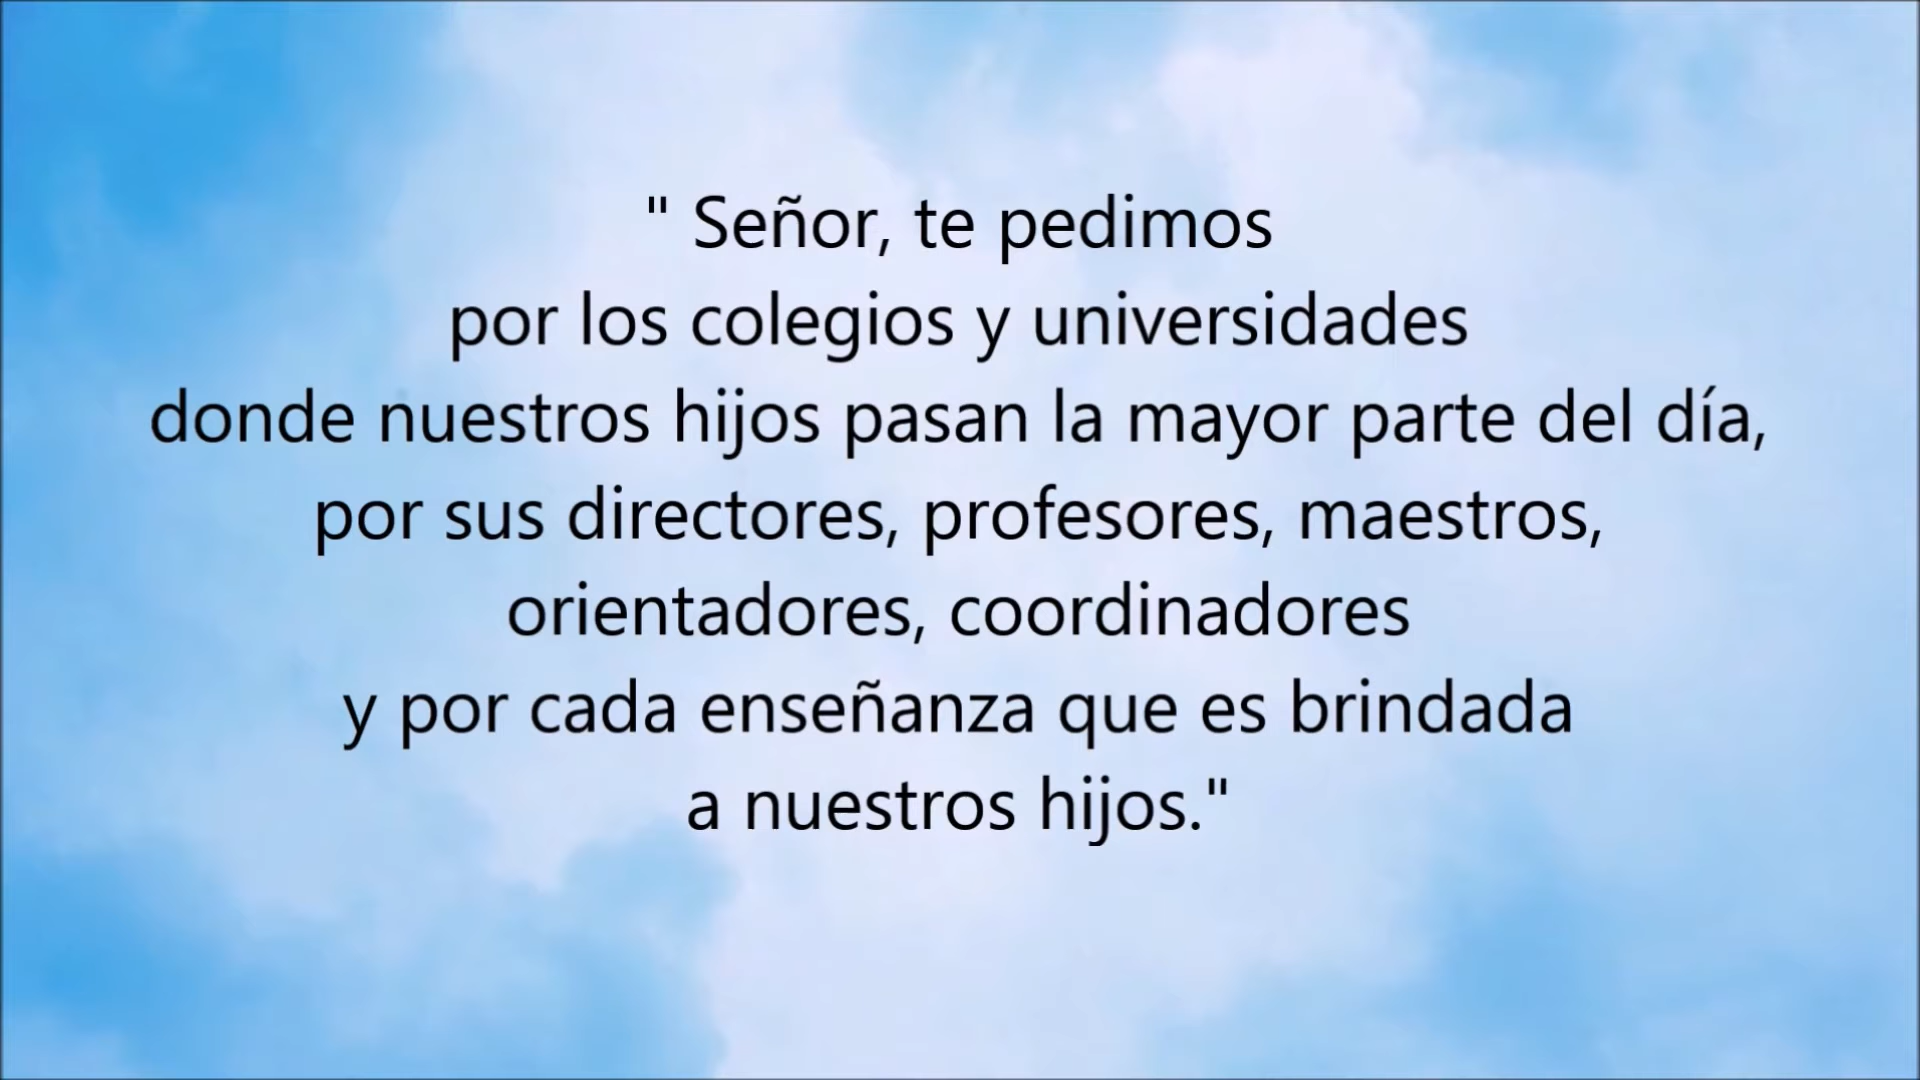 " Señor, te pedimos
por los colegios y universidades
donde nuestros hijos pasan la mayor parte del día,
por sus directores, profesores, maestros,
orientadores, coordinadores
y por cada enseñanza que es brindada
a nuestros hijos."